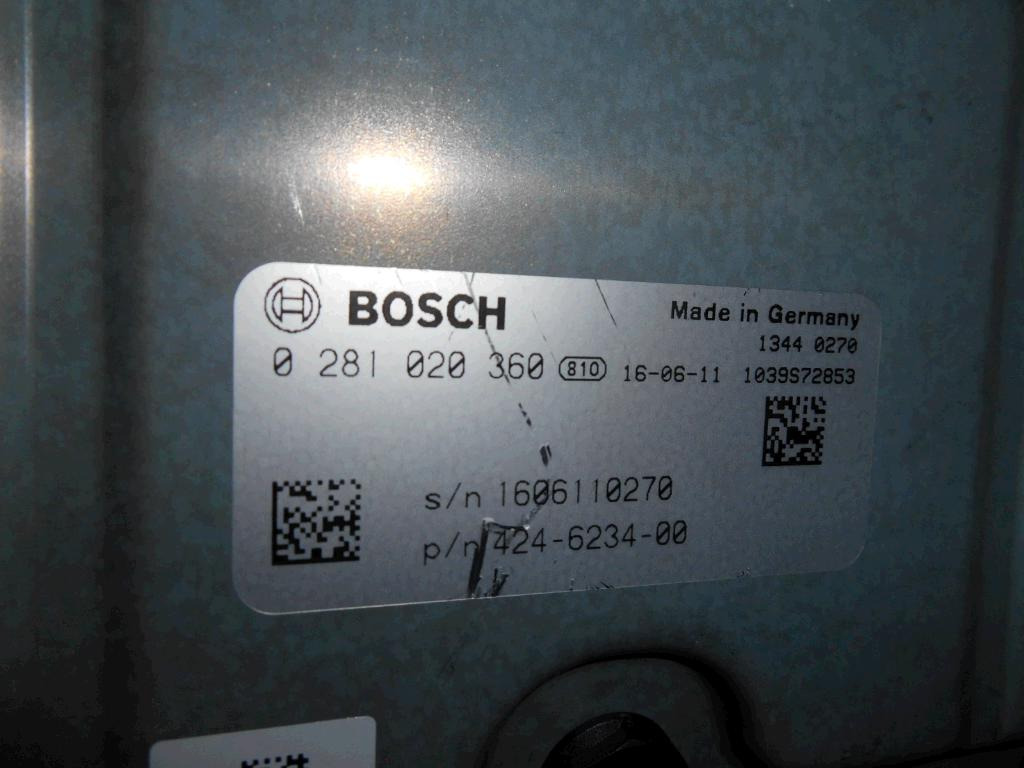 BOSCH
Made in Germany
1344 0270
0 281 020 360 810 16-06-11 1039S72853
s/n 1606110270
p/n 424-6234-00